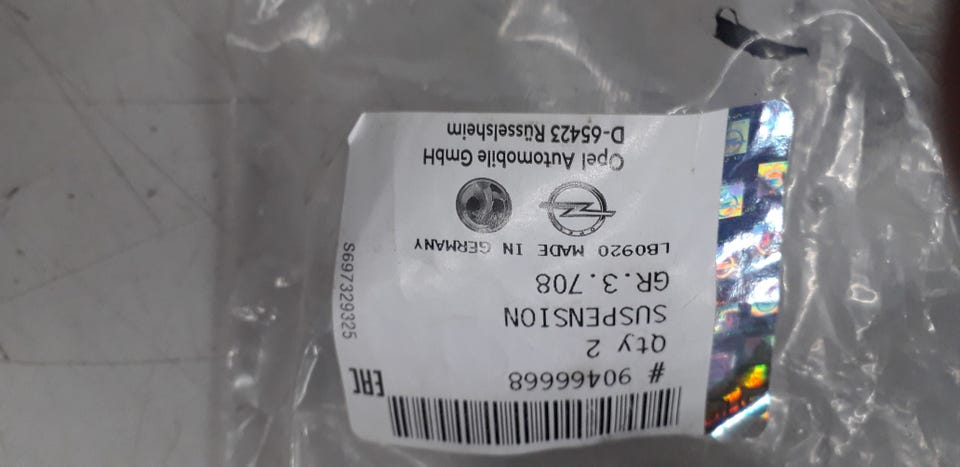 # 90466668
Qty 2
SUSPENSION
GR.3.708
LB0920 MADE IN GERMANY
Opel Automobile GmbH
D-65423 Rüsselsheim
EAC
S697329325